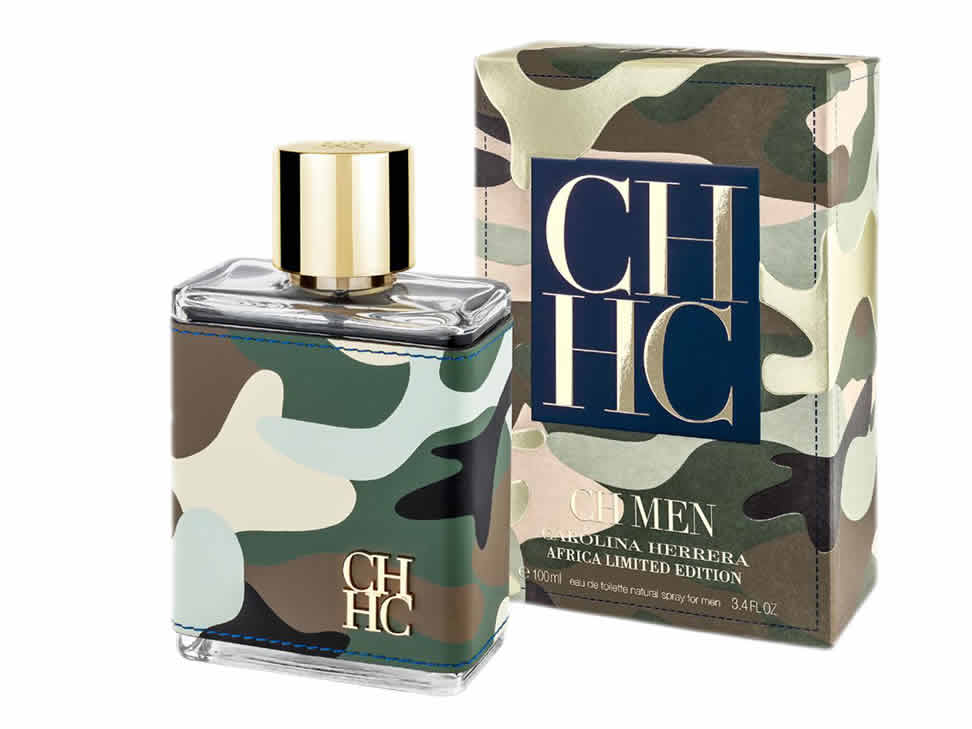 CH
HC
CH
HC
CH MEN
CAROLINA HERRERA
AFRICA LIMITED EDITION
e 100ml eau de toilette natural spray for men 3.4 FL OZ